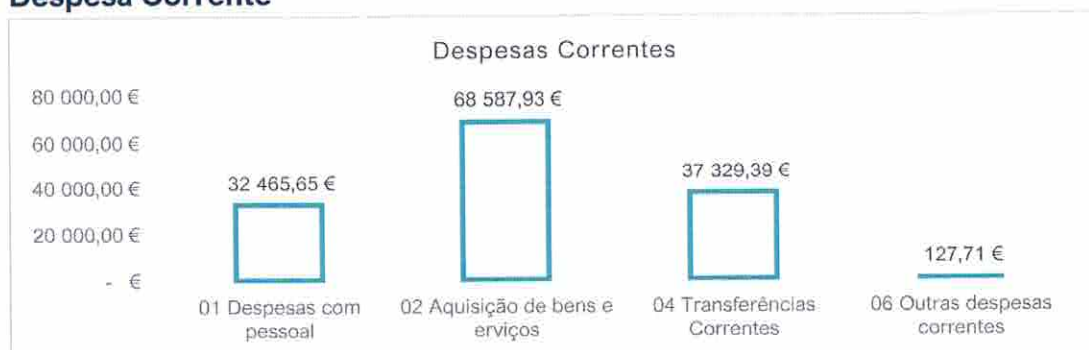 Despesa Corrente
Despesas Correntes
80 000,00 €
60 000,00 €
40 000,00 €
20 000,00 €
- €
32 465,65 €
68 587,93 €
37 329,39 €
127,71 €
01 Despesas com
pessoal
02 Aquisição de bens e
erviços
04 Transferências
Correntes
06 Outras despesas
correntes